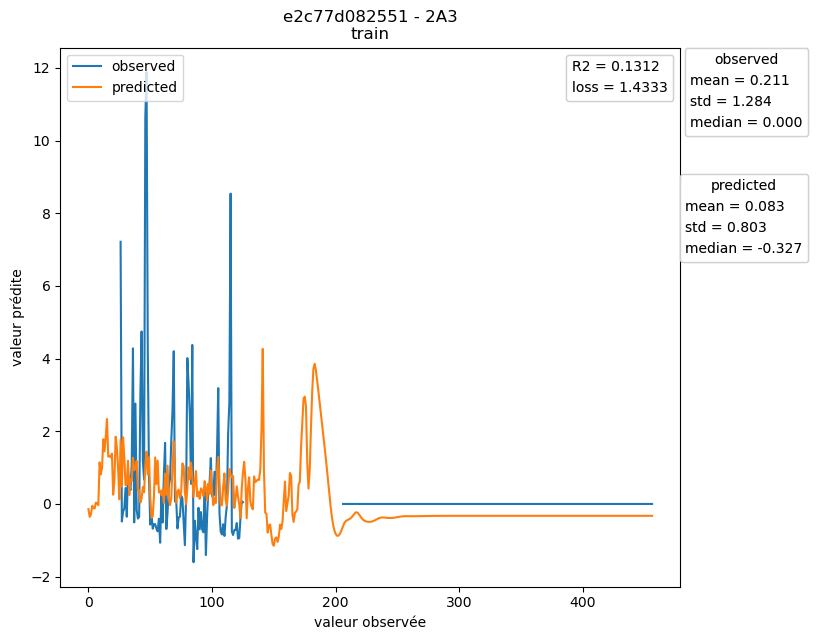 e2c77d082551 - 2A3
train
observed
predicted
R2 = 0.1312
loss = 1.4333
observed
mean = 0.211
std = 1.284
median = 0.000
predicted
mean = 0.083
std = 0.803
median = -0.327
valeur prédite
12
10
8
6
4
2
0
−2
0
100
200
300
400
valeur observée